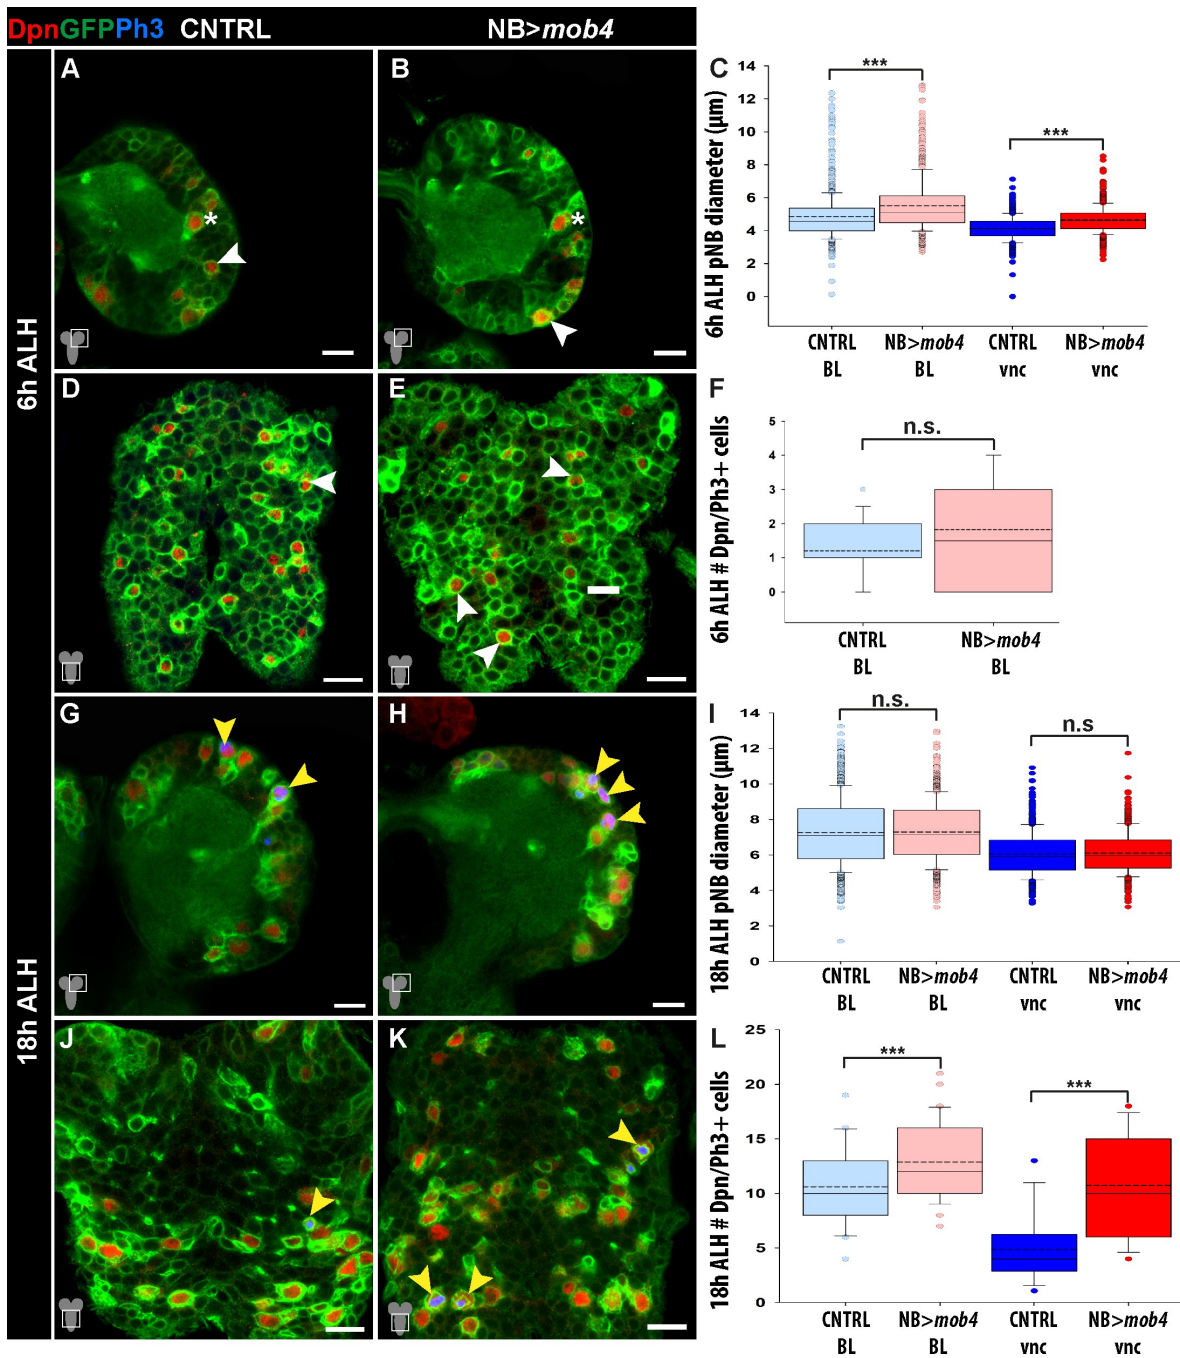 DpnGFPPh3 CNTRL NB>mob4
6h ALH
18h ALH
A
*
B
*
C
6h ALH pNB diameter (µm)
14
12
10
8
6
4
2
0
***
***
CNTRL BL
NB>mob4 BL
CNTRL vnc
NB>mob4 vnc
D
E
F
6h ALH # Dpn/Ph3+ cells
5
4
3
2
1
0
n.s.
CNTRL BL
NB>mob4 BL
G
H
I
18h ALH pNB diameter (µm)
14
12
10
8
6
4
2
0
n.s.
n.s
CNTRL BL
NB>mob4 BL
CNTRL vnc
NB>mob4 vnc
J
K
L
18h ALH # Dpn/Ph3+ cells
25
20
15
10
5
0
***
***
CNTRL BL
NB>mob4 BL
CNTRL vnc
NB>mob4 vnc